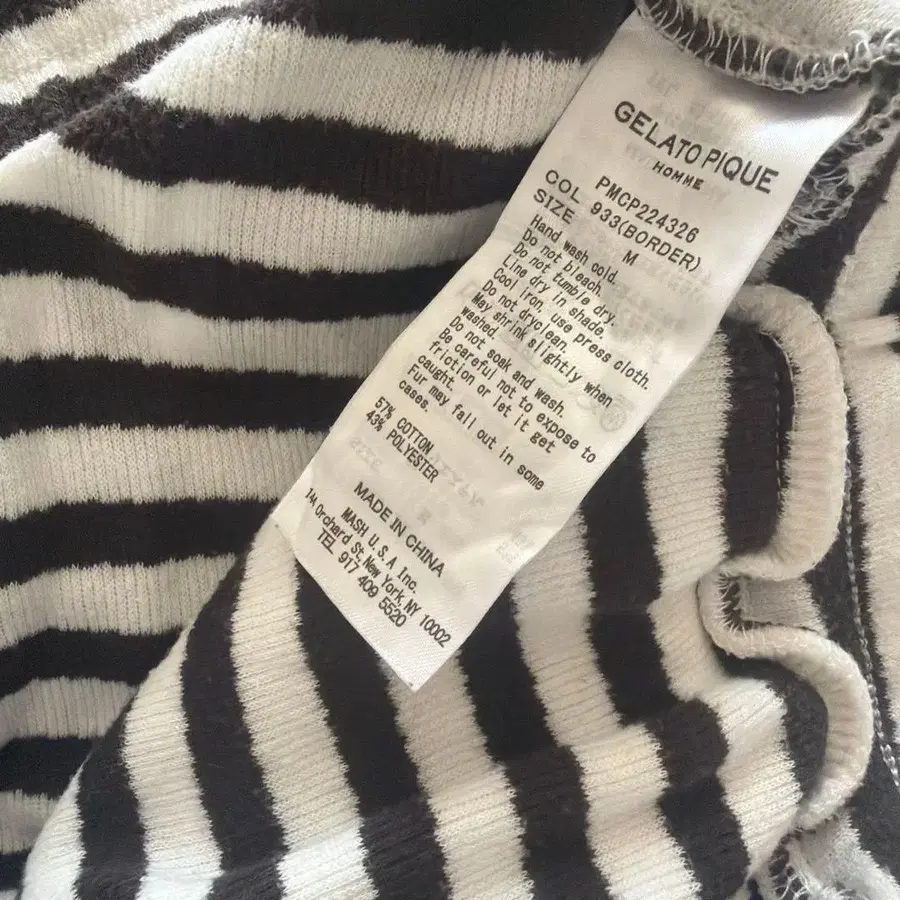 GELATO PIQUE
HOMME
PMCP224326
COL 933(BORDER)
SIZE M
Hand wash cold.
Do not bleach.
Do not tumble dry.
Line dry in shade.
Cool iron, use press cloth.
Do not dryclean.
May shrink slightly when
washed.
Do not soak and wash.
Be careful not to expose to
friction or let it get
caught.
Fur may fall out in some
cases.
57% COTTON
43% POLYESTER
MADE IN CHINA
MASH U.S.A Inc.
144 Orchard St, New York, NY 10002
TEL 917 409 5520